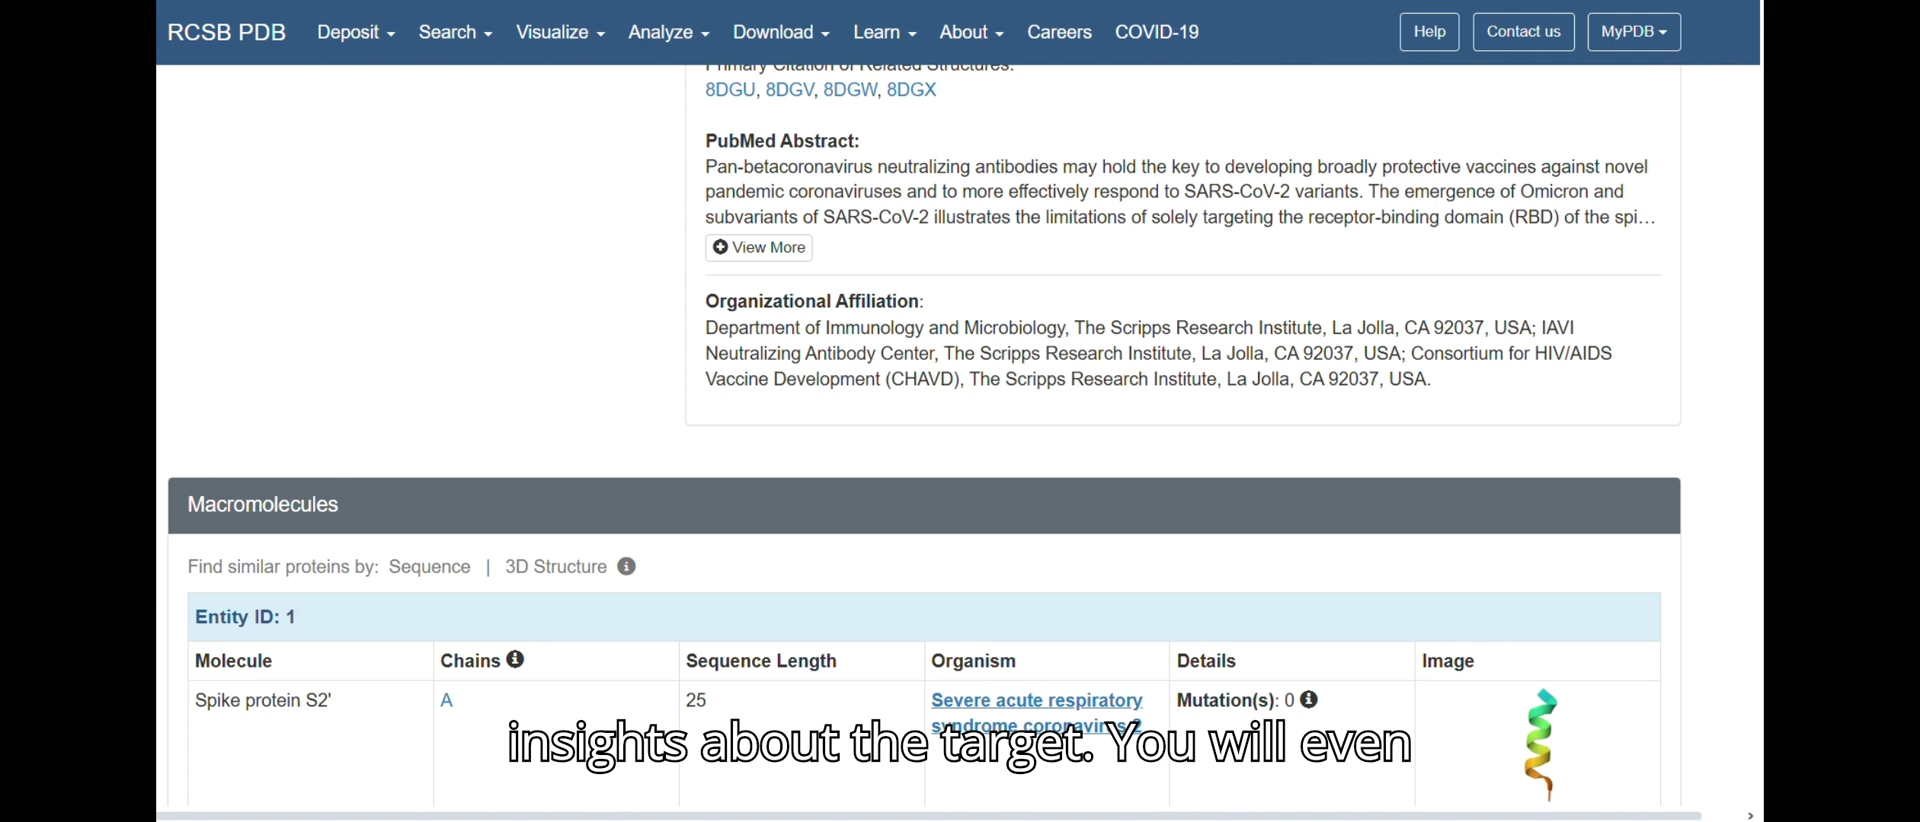 RCSB PDB Deposit Search Visualize Analyze Download Learn About Careers COVID-19 Help Contact us MyPDB
Primary Citation of Related Structures:
8DGU, 8DGV, 8DGW, 8DGX
PubMed Abstract:
Pan-betacoronavirus neutralizing antibodies may hold the key to developing broadly protective vaccines against novel
pandemic coronaviruses and to more effectively respond to SARS-CoV-2 variants. The emergence of Omicron and
subvariants of SARS-CoV-2 illustrates the limitations of solely targeting the receptor-binding domain (RBD) of the spi...
View More
Organizational Affiliation:
Department of Immunology and Microbiology, The Scripps Research Institute, La Jolla, CA 92037, USA; IAVI
Neutralizing Antibody Center, The Scripps Research Institute, La Jolla, CA 92037, USA; Consortium for HIV/AIDS
Vaccine Development (CHAVD), The Scripps Research Institute, La Jolla, CA 92037, USA.
Macromolecules
Find similar proteins by: Sequence | 3D Structure
Entity ID: 1
Molecule Chains Sequence Length Organism Details Image
Spike protein S2' A 25 Severe acute respiratory Mutation(s): 0
syndrome coronavirus 2
insights about the target. You will even